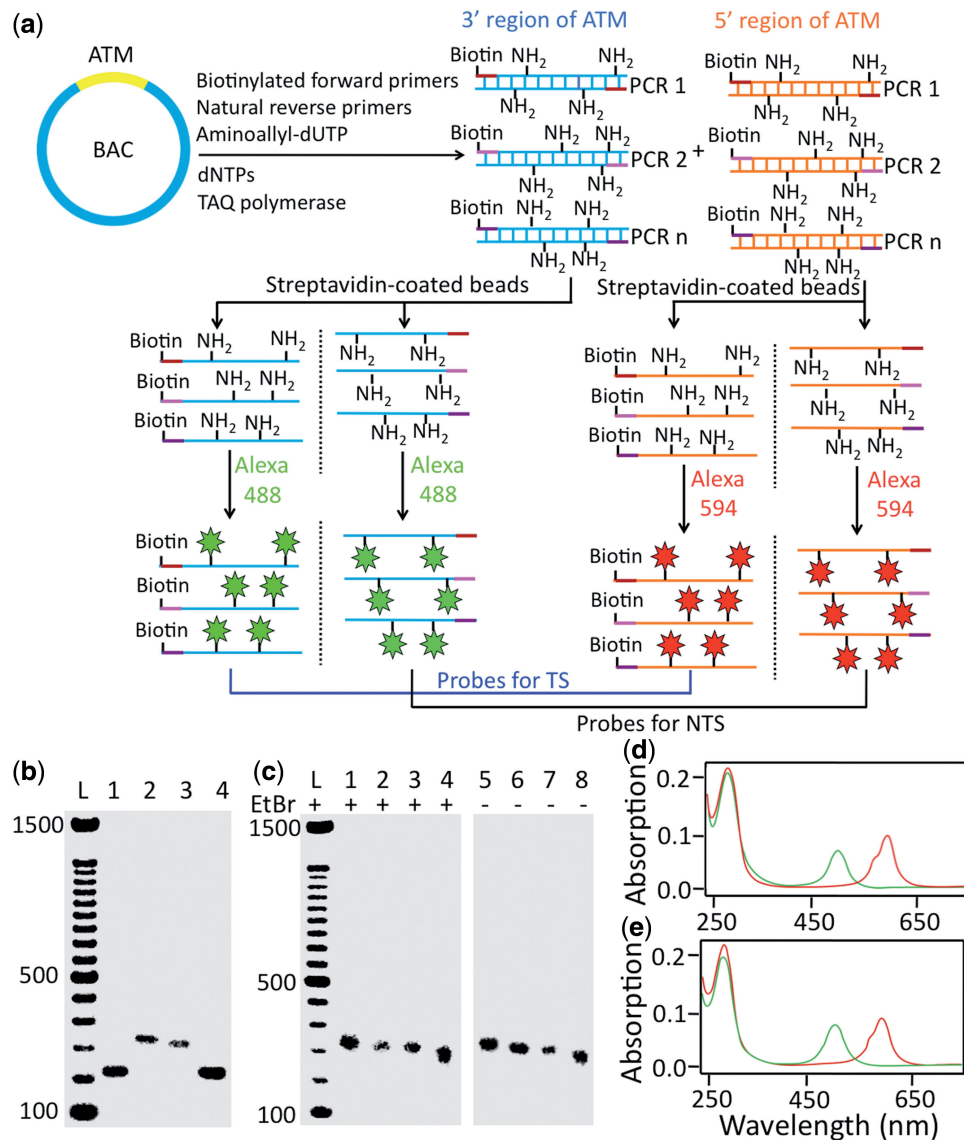 (a)
3’ region of ATM
5’ region of ATM
ATM
BAC
Biotinylated forward primers
Natural reverse primers
Aminoallyl-dUTP
dNTPs
TAQ polymerase
Biotin NH2 NH2
PCR 1
NH2 NH2
NH2 NH2
Biotin
PCR 2
NH2 NH2
Biotin NH2 NH2
PCR n
NH2 NH2
+
Biotin NH2 NH2
PCR 1
NH2 NH2
NH2 NH2
Biotin
PCR 2
NH2 NH2
Biotin NH2 NH2
PCR n
NH2 NH2
Streptavidin-coated beads
Streptavidin-coated beads
NH2 NH2
Biotin
NH2 NH2
Biotin
Biotin NH2 NH2
NH2 NH2
NH2 NH2
NH2 NH2
NH2 NH2
Biotin
NH2 NH2
Biotin
Biotin NH2 NH2
NH2 NH2
NH2 NH2
NH2 NH2
Alexa
488
Alexa
488
Alexa
594
Alexa
594
Biotin
Biotin
Biotin
Biotin
Biotin
Biotin
Probes for TS
Probes for NTS
(b)
L 1 2 3 4
1500
500
100
(c)
L 1 2 3 4 5 6 7 8
EtBr + + + + + - - - -
1500
500
100
(d)
Absorption
0.2
0.1
0.0
250 450 650
(e)
Absorption
0.2
0.1
0.0
250 450 650
Wavelength (nm)